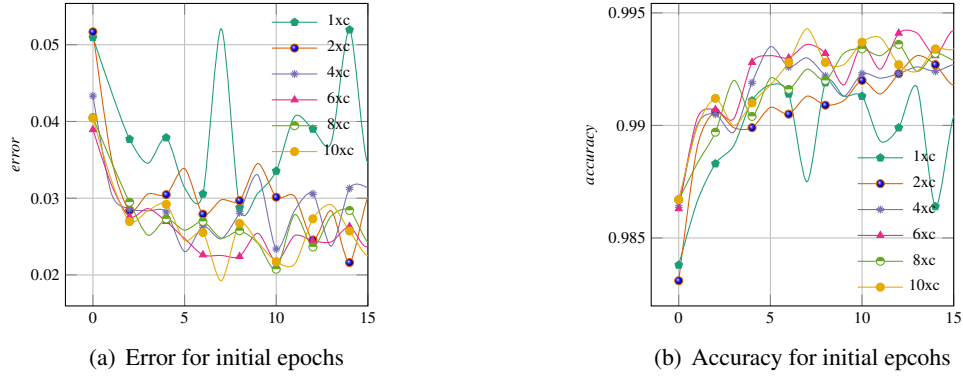 0.05
0.04
0.03
0.02
error
0
5
10
15
1xc
2xc
4xc
6xc
8xc
10xc
(a) Error for initial epochs
0.995
0.99
0.985
accuracy
0
5
10
15
1xc
2xc
4xc
6xc
8xc
10xc
(b) Accuracy for initial epcohs